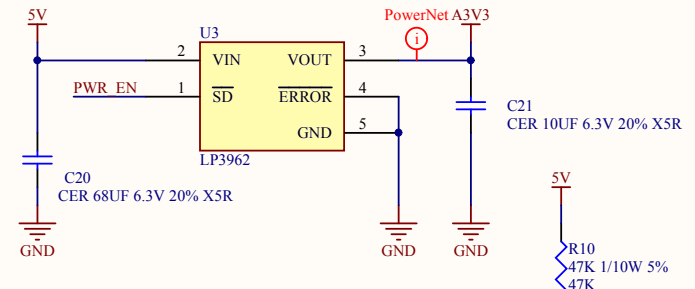 5V
PowerNet A3V3
U3
i
2 VIN VOUT 3
PWR_EN 1 SD ERROR 4
GND 5
LP3962
C20
CER 68UF 6.3V 20% X5R
C21
CER 10UF 6.3V 20% X5R
GND
GND
GND
5V
R10
47K 1/10W 5%
47K